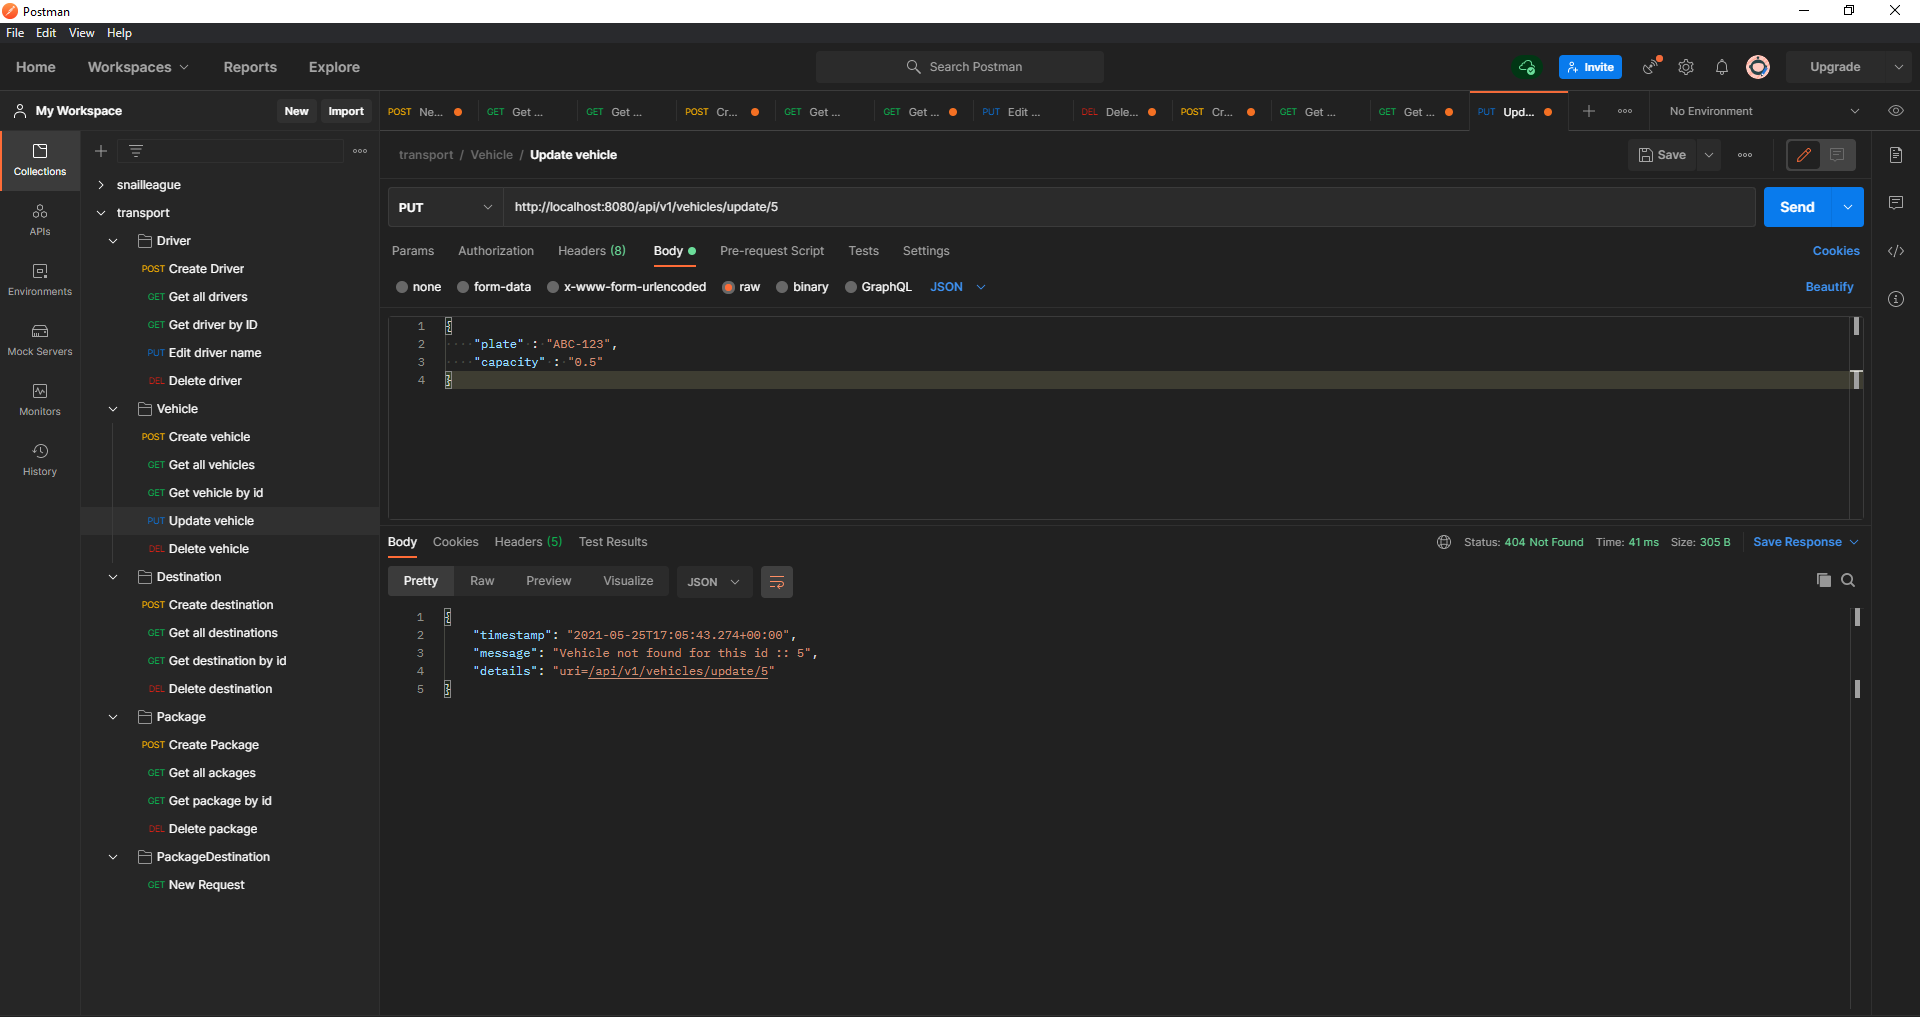 Postman
File Edit View Help
Home Workspaces Reports Explore Search Postman Invite Upgrade
My Workspace New Import
POST Ne... GET Get ... GET Get ... POST Cr... GET Get ... GET Get ... PUT Edit ... DEL Dele... POST Cr... GET Get ... GET Get ... PUT Upd... No Environment
Collections
APIs
Environments
Mock Servers
Monitors
History
snailleague
transport
Driver
POST Create Driver
GET Get all drivers
GET Get driver by ID
PUT Edit driver name
DEL Delete driver
Vehicle
POST Create vehicle
GET Get all vehicles
GET Get vehicle by id
PUT Update vehicle
DEL Delete vehicle
Destination
POST Create destination
GET Get all destinations
GET Get destination by id
DEL Delete destination
Package
POST Create Package
GET Get all ackages
GET Get package by id
DEL Delete package
PackageDestination
GET New Request
transport / Vehicle / Update vehicle Save
PUT http://localhost:8080/api/v1/vehicles/update/5 Send
Params Authorization Headers (8) Body Pre-request Script Tests Settings Cookies
none form-data x-www-form-urlencoded raw binary GraphQL JSON Beautify
1 {
2 ····"plate"·:·"ABC-123",
3 ····"capacity"·:·"0.5"
4 }
Body Cookies Headers (5) Test Results Status: 404 Not Found Time: 41 ms Size: 305 B Save Response
Pretty Raw Preview Visualize JSON
1 {
2 "timestamp": "2021-05-25T17:05:43.274+00:00",
3 "message": "Vehicle not found for this id :: 5",
4 "details": "uri=/api/v1/vehicles/update/5"
5 }